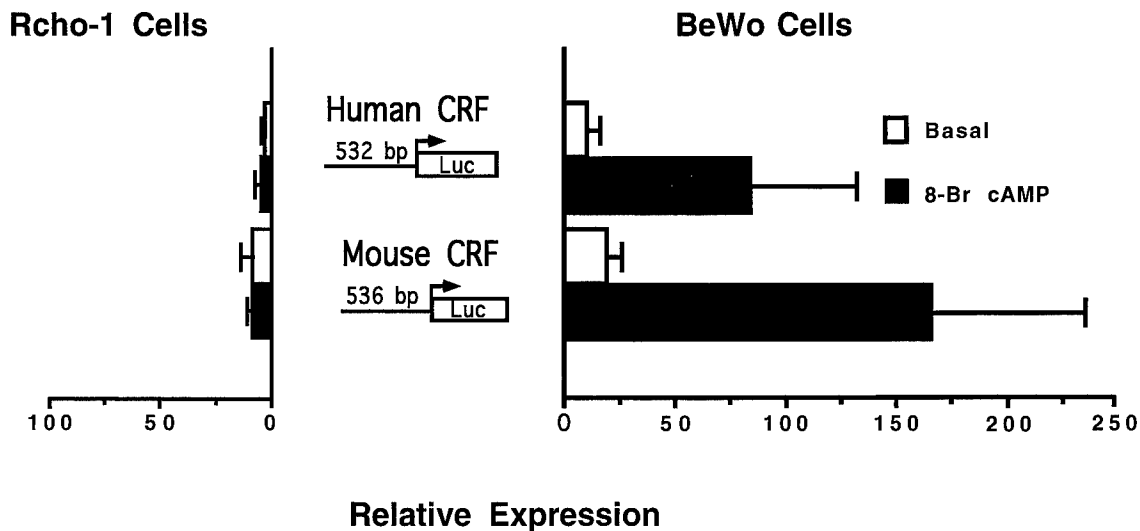 Rcho-1 Cells
BeWo Cells
Human CRF
532 bp
Luc
Mouse CRF
536 bp
Luc
Basal
8-Br cAMP
100 50 0
0 50 100 150 200 250
Relative Expression